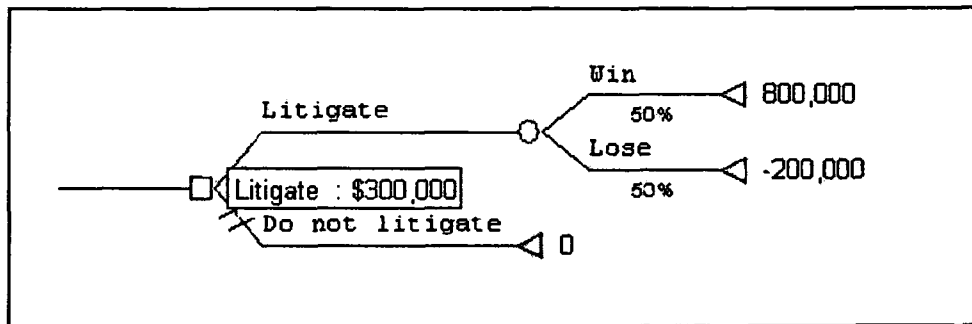 Win
Litigate
800,000
50%
Lose
Litigate : $300,000
-200,000
50%
Do not litigate
0